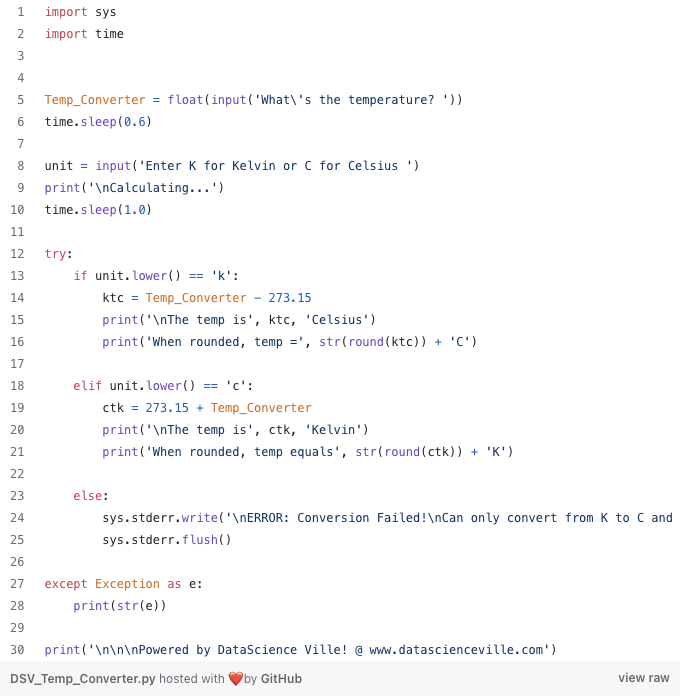 1 import sys
2 import time
3
4
5 Temp_Converter = float(input('What\'s the temperature? '))
6 time.sleep(0.6)
7
8 unit = input('Enter K for Kelvin or C for Celsius ')
9 print('\nCalculating...')
10 time.sleep(1.0)
11
12 try:
13     if unit.lower() == 'k':
14         ktc = Temp_Converter - 273.15
15         print('\nThe temp is', ktc, 'Celsius')
16         print('When rounded, temp =', str(round(ktc)) + 'C')
17
18     elif unit.lower() == 'c':
19         ctk = 273.15 + Temp_Converter
20         print('\nThe temp is', ctk, 'Kelvin')
21         print('When rounded, temp equals', str(round(ctk)) + 'K')
22
23     else:
24         sys.stderr.write('\nERROR: Conversion Failed!\nCan only convert from K to C and
25         sys.stderr.flush()
26
27 except Exception as e:
28     print(str(e))
29
30 print('\n\n\nPowered by DataScience Ville! @ www.datascienceville.com')
DSV_Temp_Converter.py hosted with ❤️by GitHub view raw